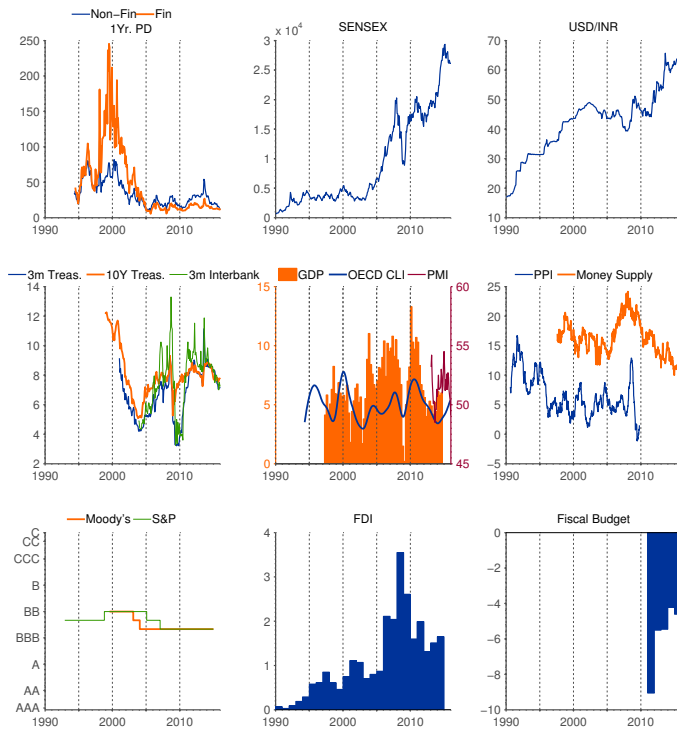 Non−Fin Fin
1Yr. PD
250
200
150
100
50
0
1990 2000 2010
SENSEX
x 10^4
3
2.5
2
1.5
1
0.5
0
1990 2000 2010
USD/INR
70
60
50
40
30
20
10
1990 2000 2010
3m Treas. 10Y Treas. 3m Interbank
14
12
10
8
6
4
2
1990 2000 2010
GDP OECD CLI PMI
15 60
10 55
5 50
0 45
1990 2000 2010
PPI Money Supply
25
20
15
10
5
0
−5
1990 2000 2010
Moody's S&P
C
CC
CCC
B
BB
BBB
A
AA
AAA
1990 2000 2010
FDI
4
3
2
1
0
1990 2000 2010
Fiscal Budget
0
−2
−4
−6
−8
−10
1990 2000 2010